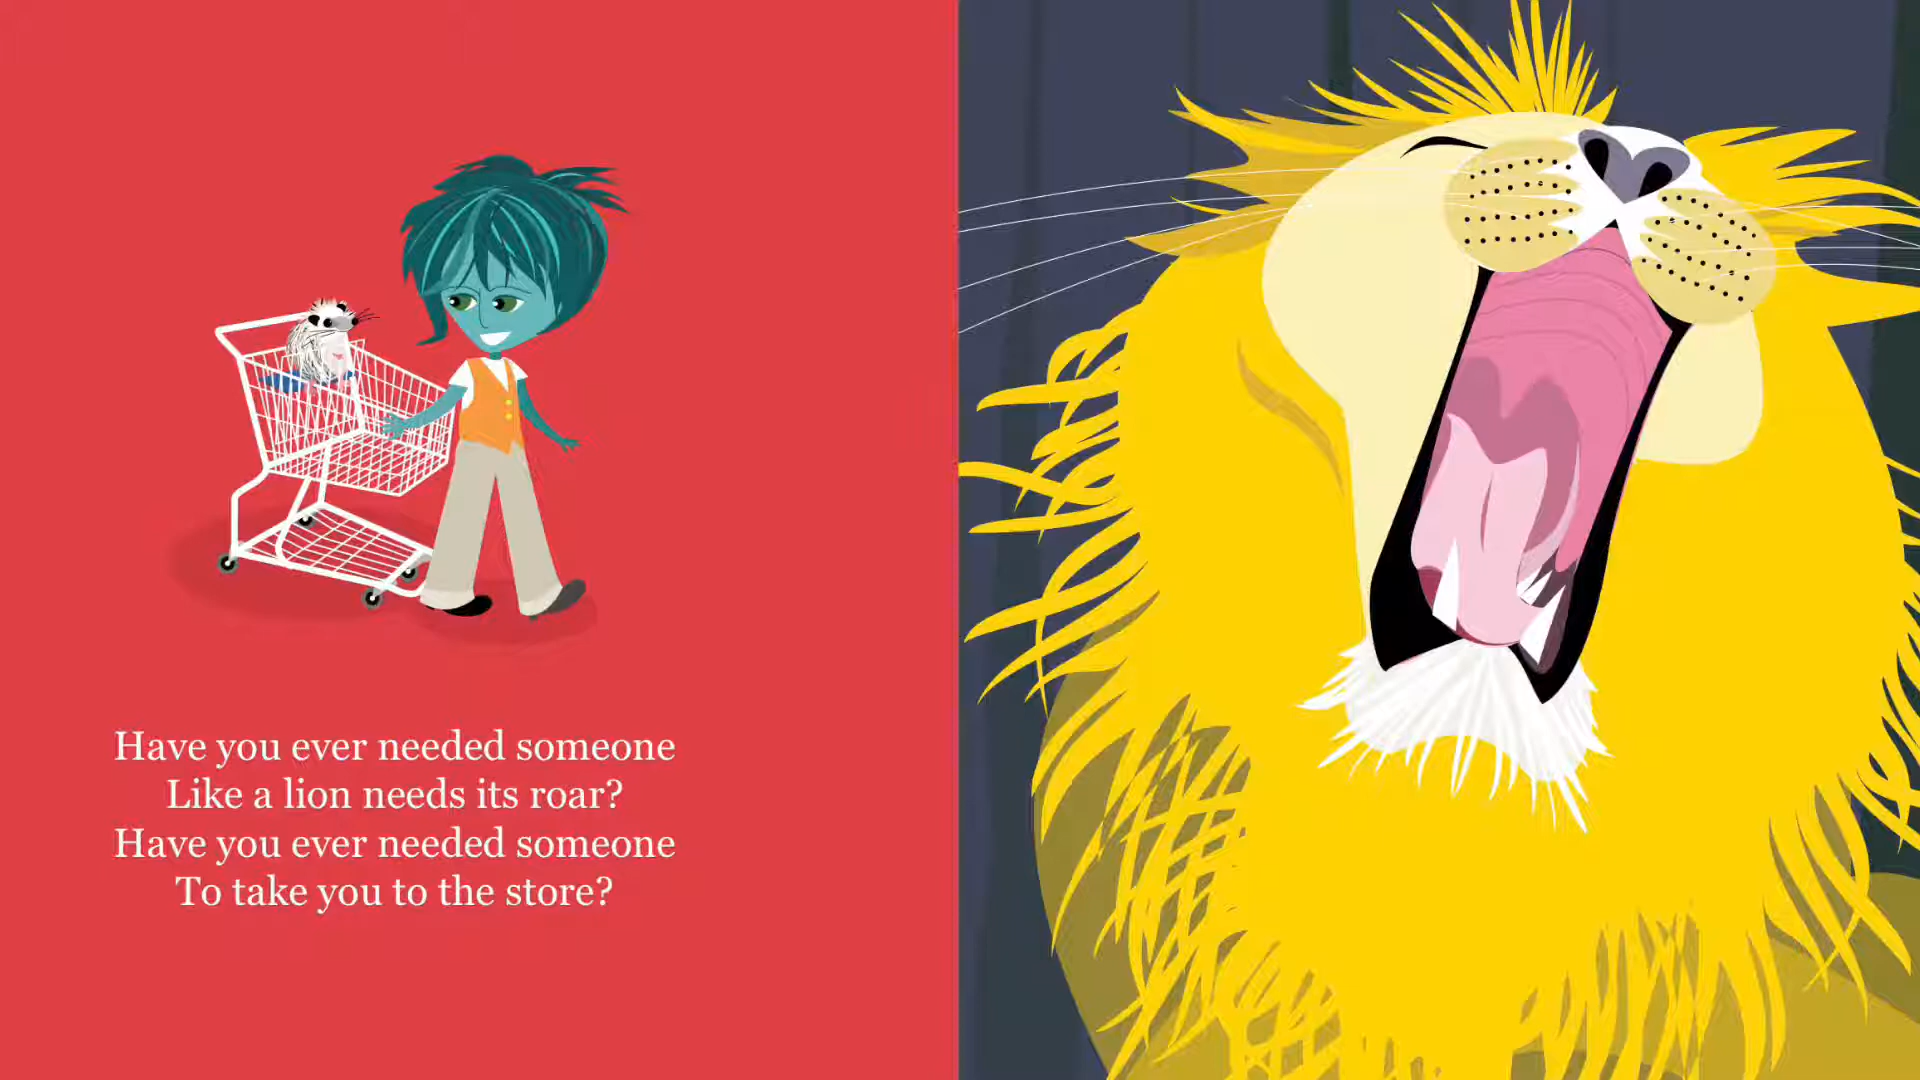 Have you ever needed someone
Like a lion needs its roar?
Have you ever needed someone
To take you to the store?